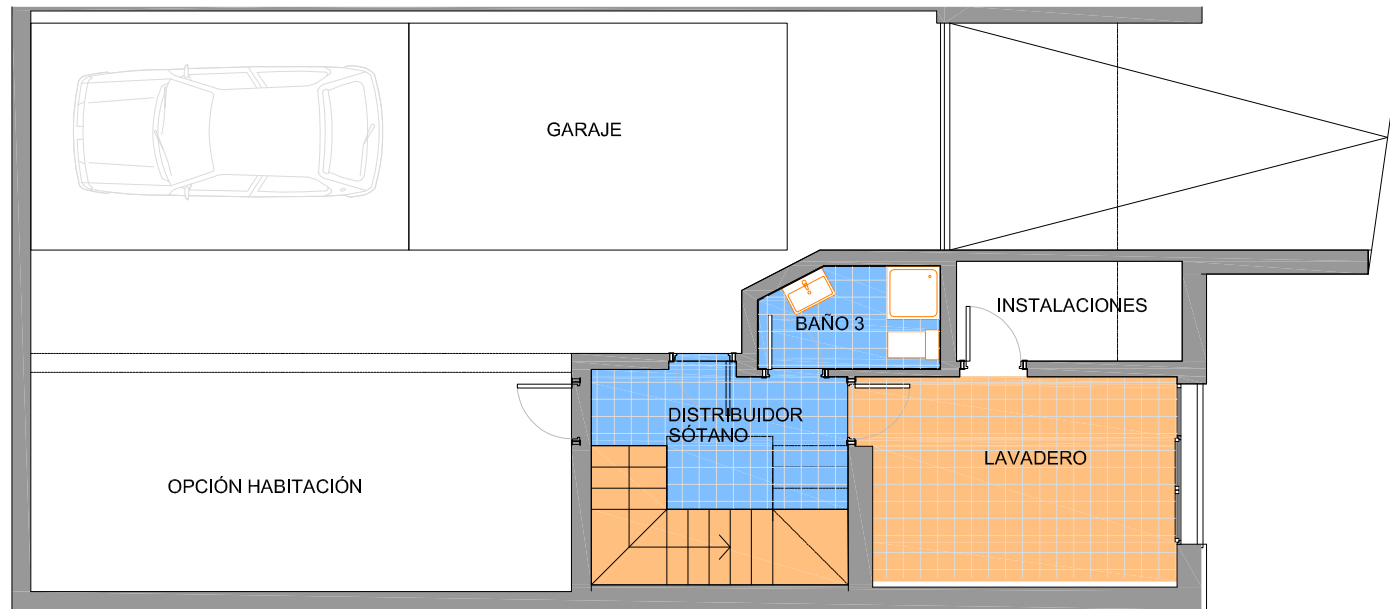 GARAJE
INSTALACIONES
BAÑO 3
DISTRIBUIDOR
SÓTANO
LAVADERO
OPCIÓN HABITACIÓN